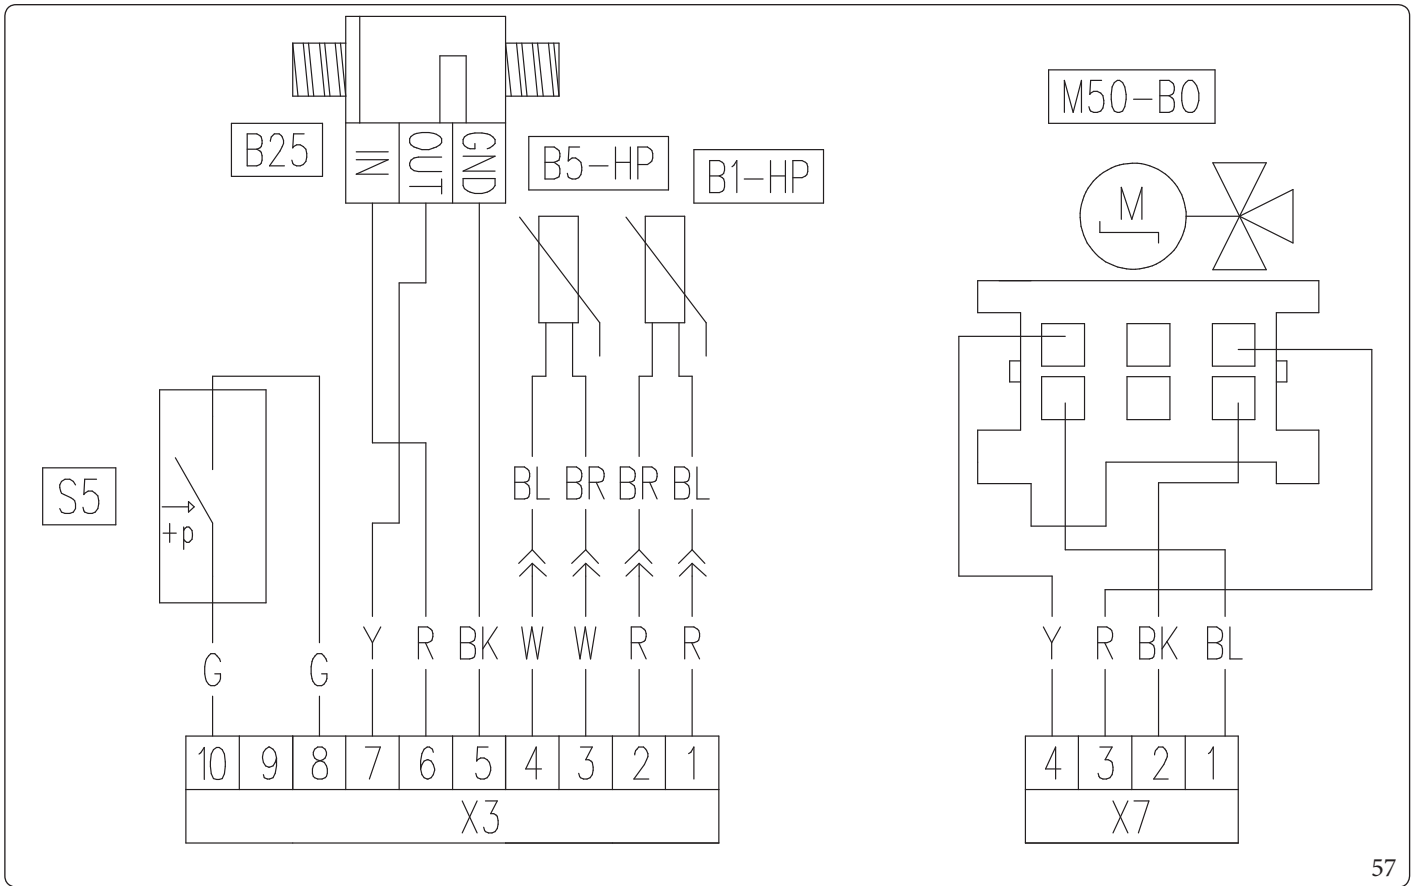 M50-BO
B25
IN OUT GND
B5-HP
B1-HP
M
S5
+p
BL BR BR BL
G G Y R BK W W R R
Y R BK BL
10 9 8 7 6 5 4 3 2 1
X3
4 3 2 1
X7
57